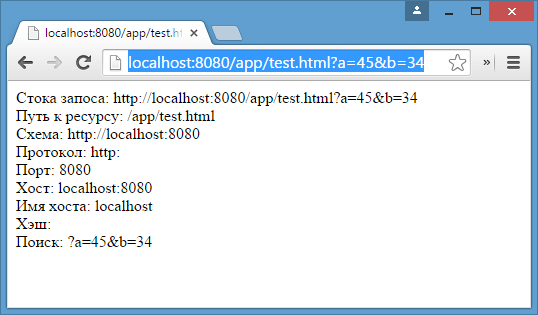 localhost:8080/app/test.ht
localhost:8080/app/test.html?a=45&b=34
Стока запоса: http://localhost:8080/app/test.html?a=45&b=34
Путь к ресурсу: /app/test.html
Схема: http://localhost:8080
Протокол: http:
Порт: 8080
Хост: localhost:8080
Имя хоста: localhost
Хэш:
Поиск: ?a=45&b=34